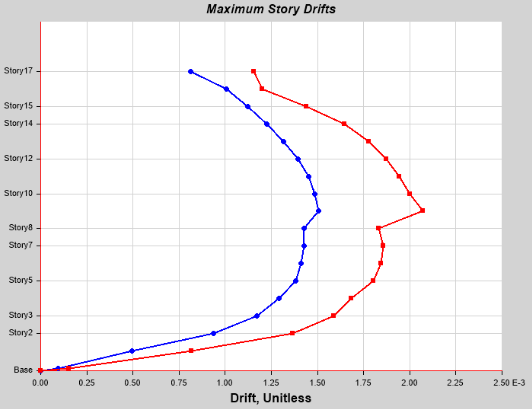 Maximum Story Drifts
Story17
Story15
Story14
Story12
Story10
Story8
Story7
Story5
Story3
Story2
Base
0.00 0.25 0.50 0.75 1.00 1.25 1.50 1.75 2.00 2.25 2.50 E-3
Drift, Unitless